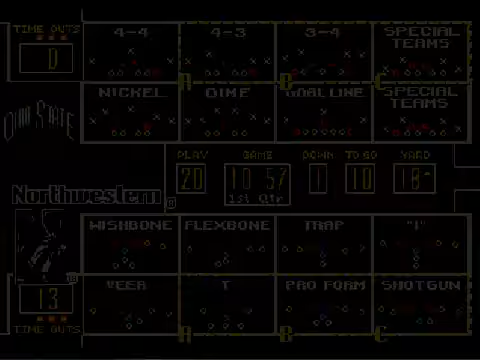 TIME OUTS
0
4-4
4-3
3-4
SPECIAL TEAMS
A
B
C
OHIO STATE
NICKEL
DIME
GOAL LINE
SPECIAL TEAMS
PLAY
GAME
DOWN
TO GO
YARD
20
10:57
1st Qtr
1
10
Northwestern
WISHBONE
FLEXBONE
TRAP
"I"
13
VEER
T
PRO FORM
SHOTGUN
TIME OUTS
A
B
C